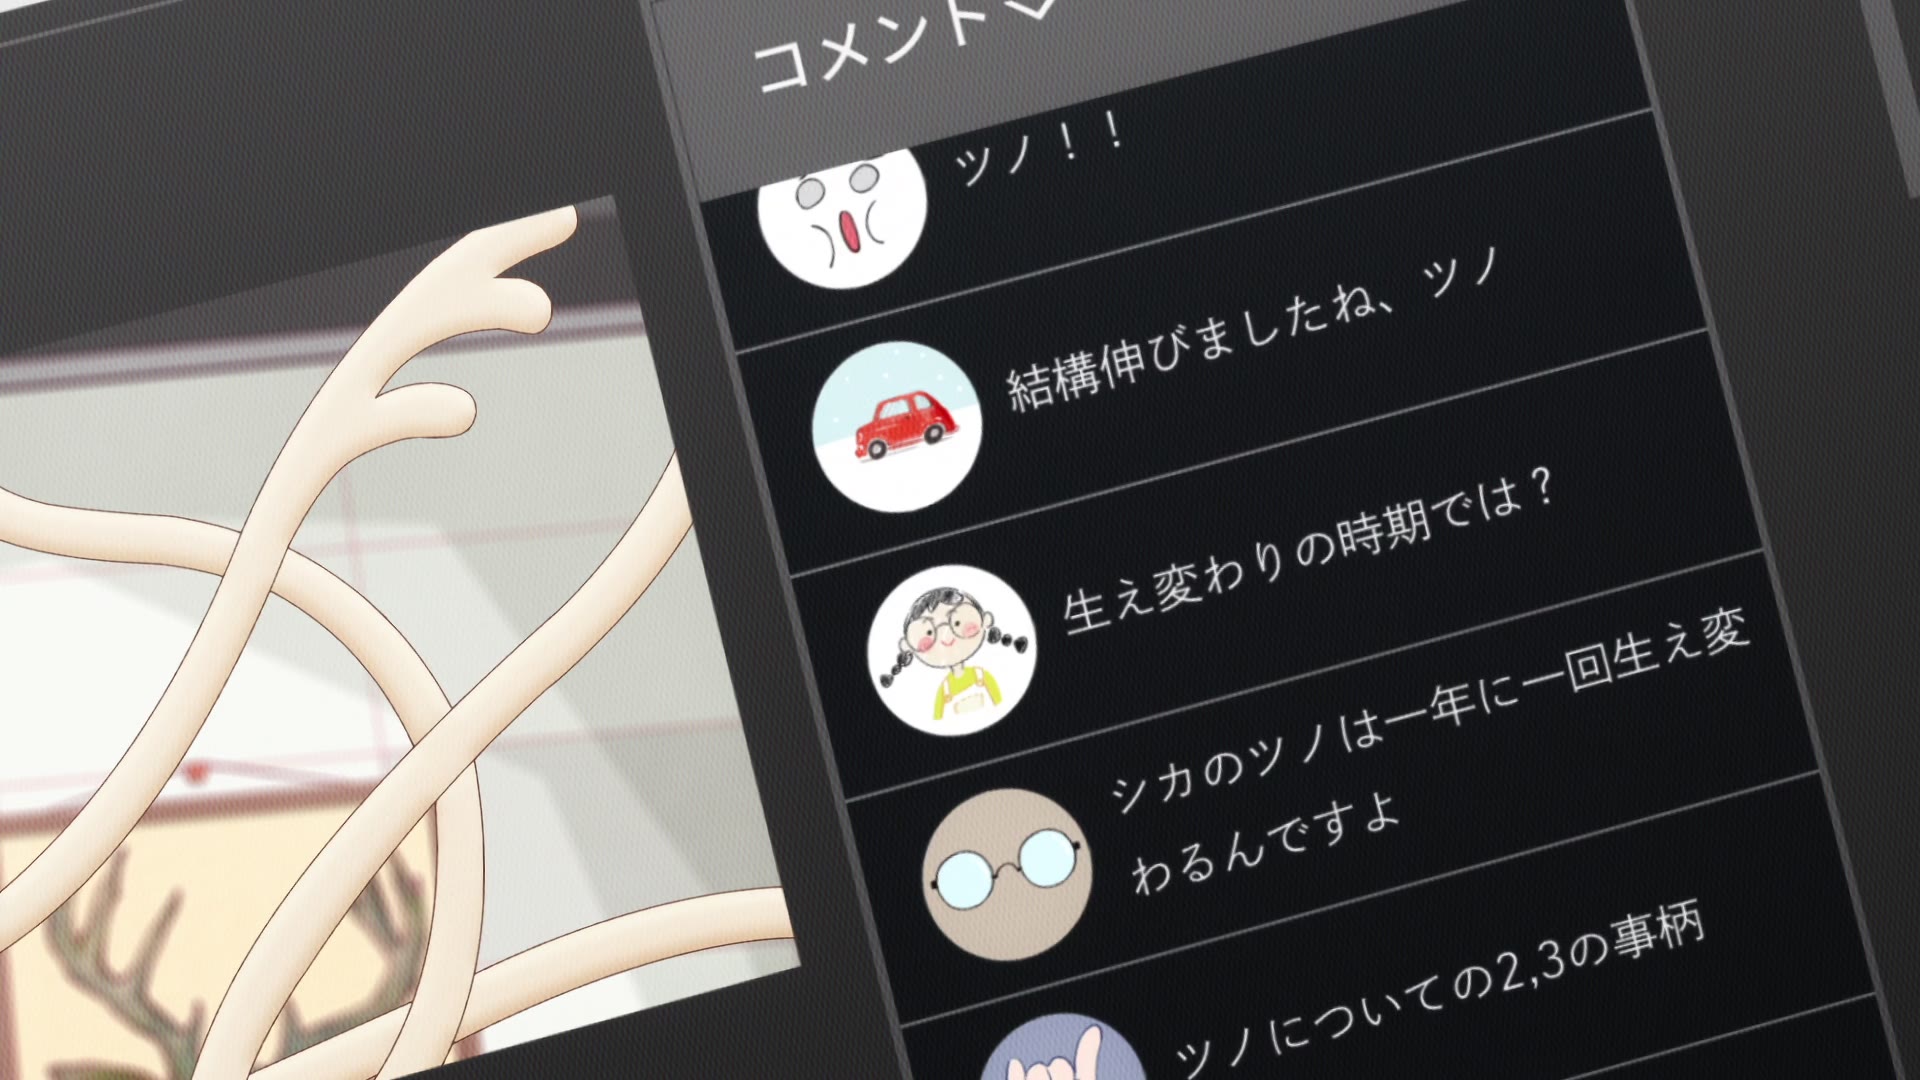 コメント
ツノ！！
結構伸びましたね、ツノ
生え変わりの時期では？
シカのツノは一年に一回生え変
わるんですよ
ツノについての2,3の事柄